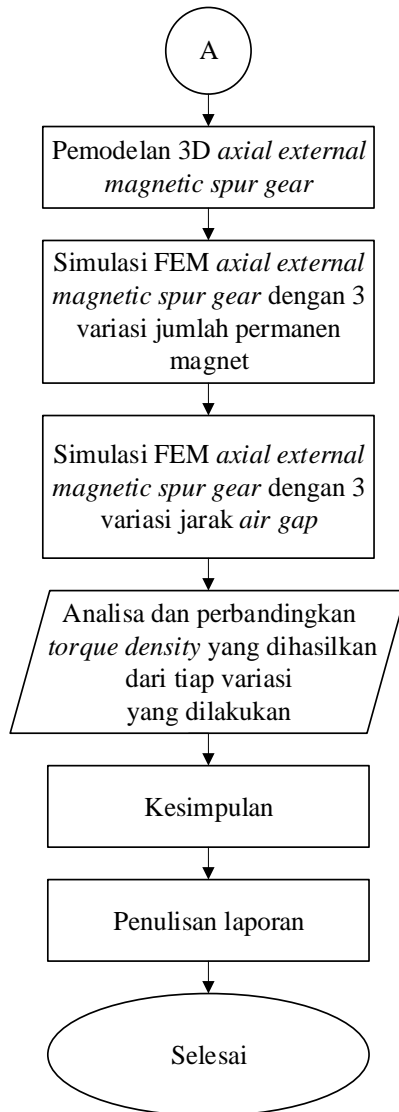 A
Pemodelan 3D axial external
magnetic spur gear
Simulasi FEM axial external
magnetic spur gear dengan 3
variasi jumlah permanen
magnet
Simulasi FEM axial external
magnetic spur gear dengan 3
variasi jarak air gap
Analisa dan perbandingkan
torque density yang dihasilkan
dari tiap variasi
yang dilakukan
Kesimpulan
Penulisan laporan
Selesai